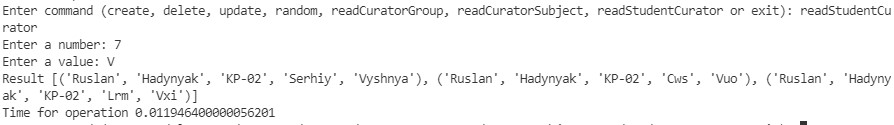 Enter command (create, delete, update, random, readCuratorGroup, readCuratorSubject, readStudentCurator or exit): readStudentCu
rator
Enter a number: 7
Enter a value: V
Result [('Ruslan', 'Hadynyak', 'KP-02', 'Serhiy', 'Vyshnya'), ('Ruslan', 'Hadynyak', 'KP-02', 'Cws', 'Vuo'), ('Ruslan', 'Hadyny
ak', 'KP-02', 'Lrm', 'Vxi')]
Time for operation 0.011946400000056201